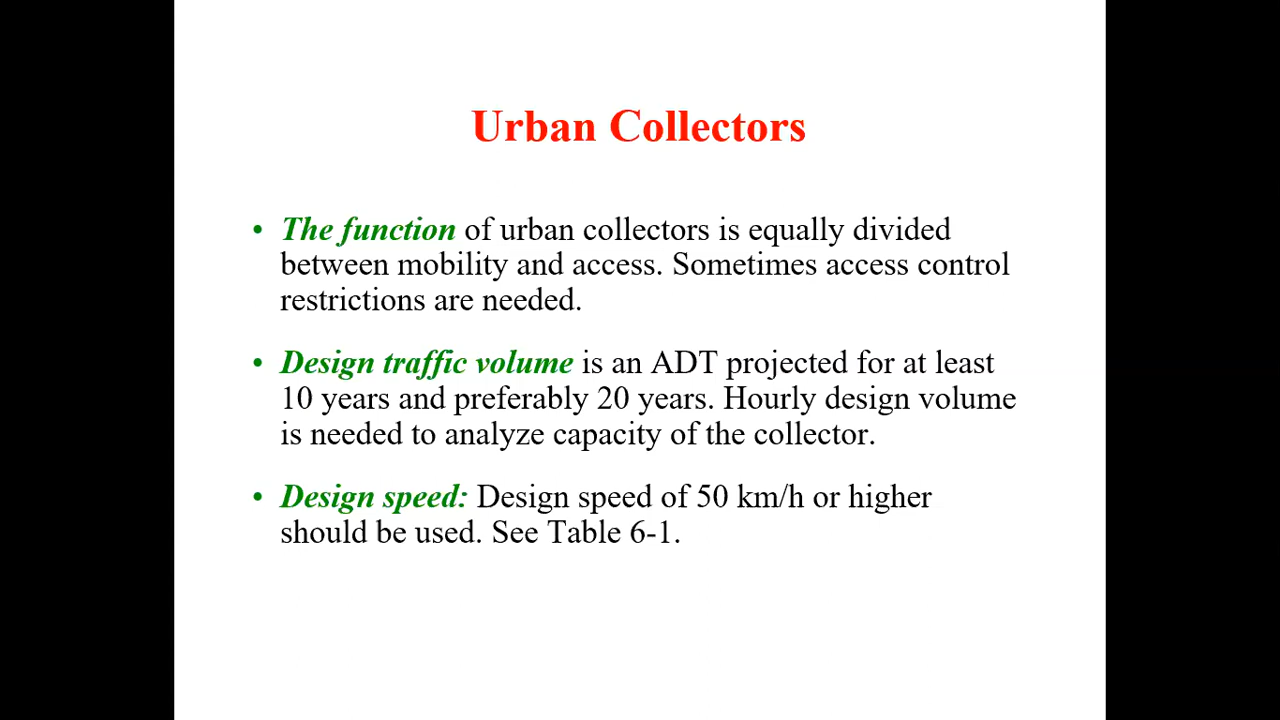 Urban Collectors
• The function of urban collectors is equally divided
between mobility and access. Sometimes access control
restrictions are needed.
• Design traffic volume is an ADT projected for at least
10 years and preferably 20 years. Hourly design volume
is needed to analyze capacity of the collector.
• Design speed: Design speed of 50 km/h or higher
should be used. See Table 6-1.